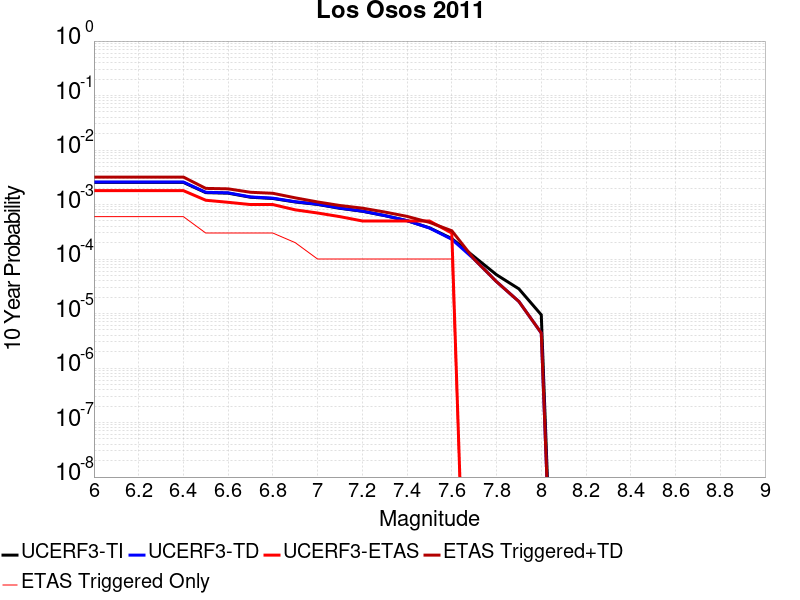 Los Osos 2011
10 Year Probability
10^0
10^-1
10^-2
10^-3
10^-4
10^-5
10^-6
10^-7
10^-8
6 6.2 6.4 6.6 6.8 7 7.2 7.4 7.6 7.8 8 8.2 8.4 8.6 8.8 9
Magnitude
UCERF3-TI UCERF3-TD UCERF3-ETAS ETAS Triggered+TD
ETAS Triggered Only